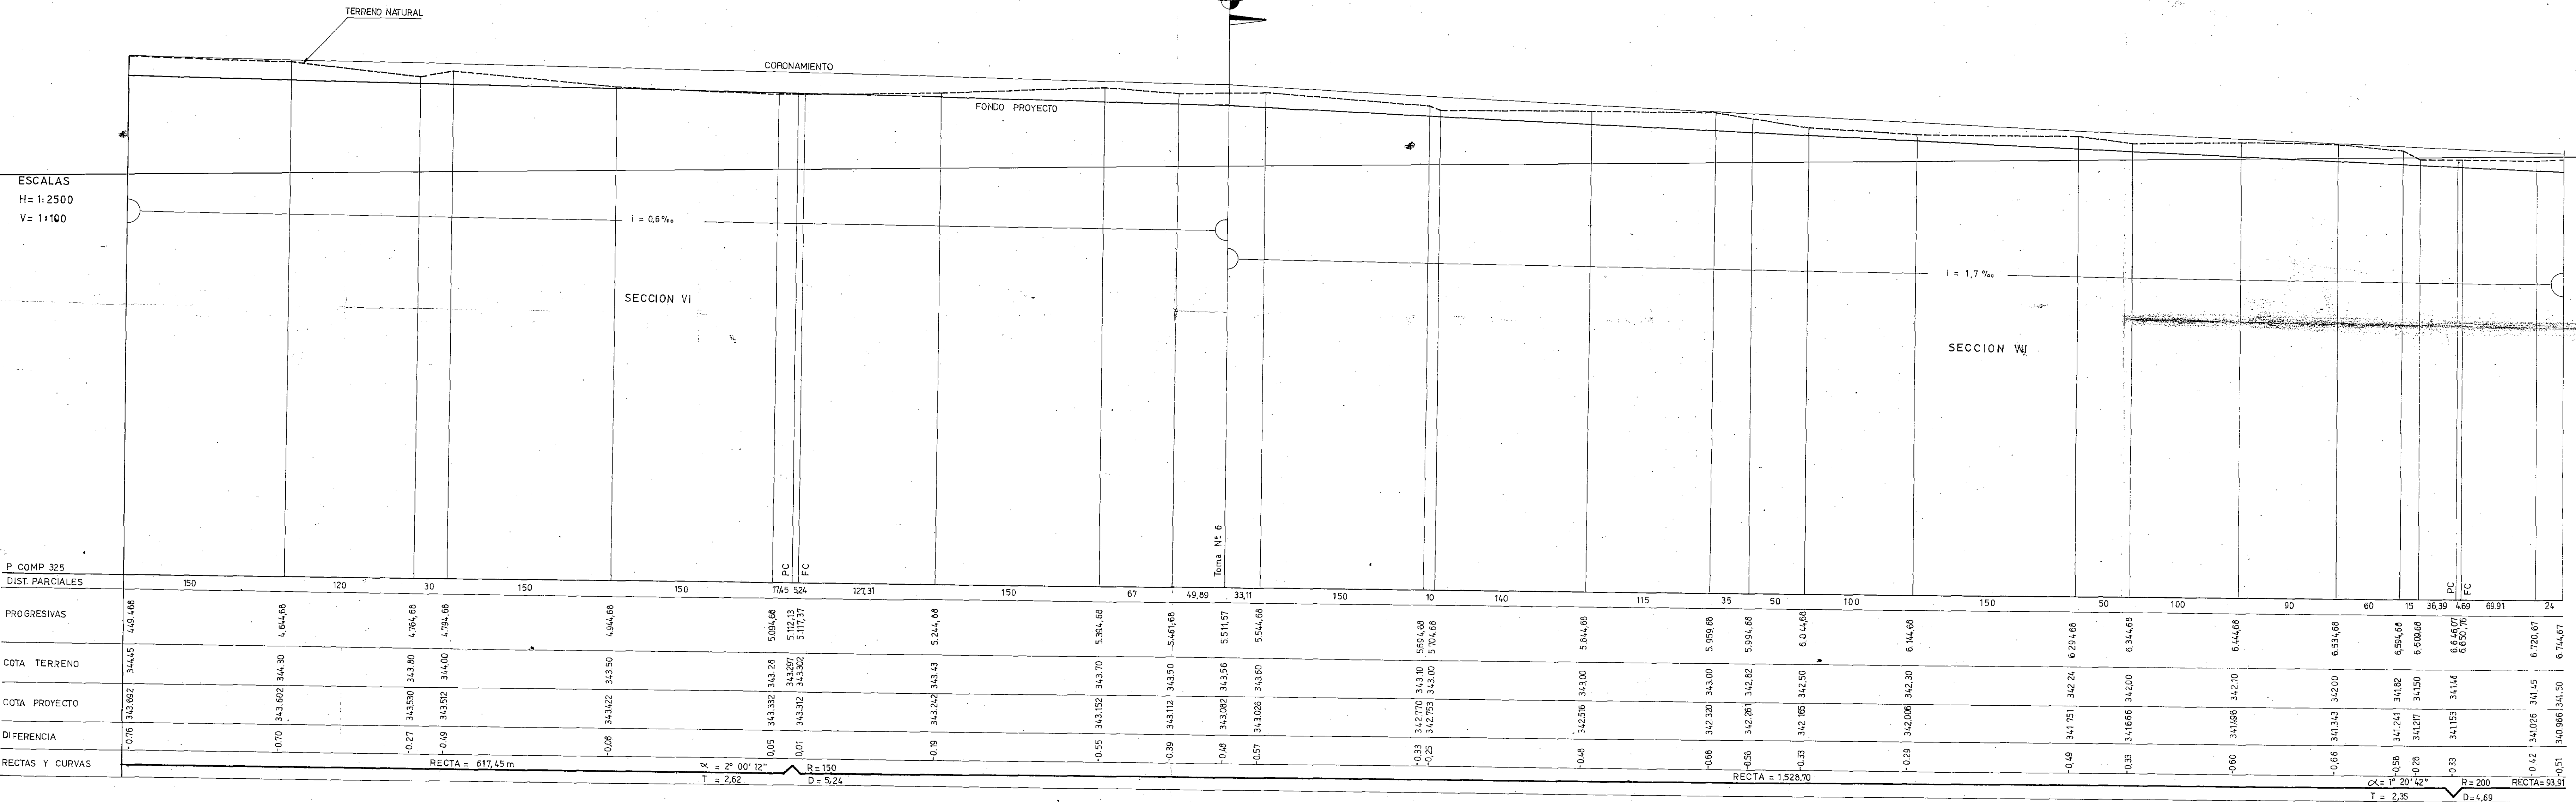 TERRENO NATURAL
CORONAMIENTO
FONDO PROYECTO
ESCALAS
H= 1:2500
V= 1:100
i = 0,6‰
i = 1,7‰
SECCION VI
SECCION VII
Toma Nº 6
PC
FC
PC
FC
P COMP 325
DIST. PARCIALES 150 120 30 150 150 17,45 5,24 127,31 150 67 49,89 33,11 150 10 140 115 35 50 100 150 50 100 90 60 15 36,39 4,69 69,91 24
PROGRESIVAS 449.468 4.644,68 4.764,68 4.794,68 4.944,68 5.094,68 5.112,13 5.117,37 5.244,68 5.394,68 5.461,68 5.511,57 5.544,68 5.694,68 5.704,68 5.844,68 5.959,68 5.994,68 6.044,68 6.144,68 6.294,68 6.344,68 6.444,68 6.534,68 6.594,68 6.609,68 6.646,07 6.650,76 6.720,67 6.744,67
COTA TERRENO 344.45 344.30 343.80 344.00 343.50 343.28 343.297 343.302 343.43 343.70 343.50 343,56 343.60 343.10 343.00 343.00 343.00 342.82 342,50 342.30 342.24 342,00 342.10 342.00 341.82 341.50 341.48 341.45 341.50
COTA PROYECTO 343.692 343.602 343.530 343.512 343.422 343.332 343.312 343.242 343.152 343.112 343,082 343.026 342.770 342.753 342.516 342.320 342.261 342.165 342.006 341.751 341.666 341.496 341.343 341.241 341.217 341.153 341.026 340.986
DIFERENCIA -0.76 -0.70 -0.27 -0.49 -0,08 0,05 0,01 -0.19 -0.55 -0.39 -0,48 -0.57 -0.33 -0,25 -0.48 -0.68 -0.56 -0.33 -0.29 -0,49 -0.33 -0.60 -0,66 -0,58 -0.28 -0.33 -0.42 -0.51
RECTAS Y CURVAS RECTA = 617,45 m ∝ = 2° 00' 12" R = 150 RECTA = 1.528,70 ∝ = 1° 20' 42" R = 200 RECTA= 93,91
T = 2,62 D = 5,24 T = 2,35 D= 4,69